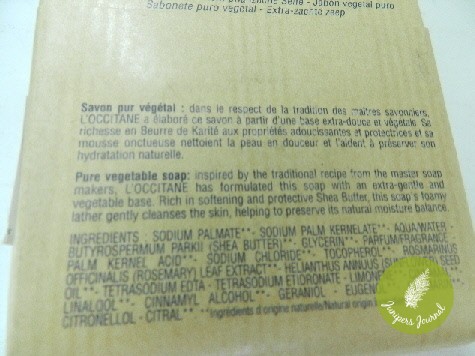 Seife - Jabón vegetal puro
Sabonete puro vegetal - Extra-zachte zeep
Savon pur végétal : dans le respect de la tradition des maîtres savonniers,
L'OCCITANE a élaboré ce savon à partir d'une base extra-douce et végétale. Sa
richesse en Beurre de Karité aux propriétés adoucissantes et protectrices et sa
mousse onctueuse nettoient la peau en douceur et l'aident à préserver son
hydratation naturelle.
Pure vegetable soap: inspired by the traditional recipe from the master soap
makers, L'OCCITANE has formulated this soap with an extra-gentle and
vegetable base. Rich in softening and protective Shea Butter, this soap's foamy
lather gently cleanses the skin, helping to preserve its natural moisture balance.
INGREDIENTS : SODIUM PALMATE** - SODIUM PALM KERNELATE** - AQUA/WATER
BUTYROSPERMUM PARKII (SHEA BUTTER)** - GLYCERIN** - PARFUM/FRAGRANCE
PALM KERNEL ACID** - SODIUM CHLORIDE** - TOCOPHEROL** - ROSMARINUS
OFFICINALIS (ROSEMARY) LEAF EXTRACT** - HELIANTHUS ANNUUS (SUNFLOWER) SEED
OIL** - TETRASODIUM EDTA - TETRASODIUM ETIDRONATE - LIMONENE
LINALOOL** - CINNAMYL ALCOHOL** - GERANIOL** - EUGENOL
CITRONELLOL - CITRAL** **Ingrédients d'origine naturelle/Natural origin
Junipers Journal